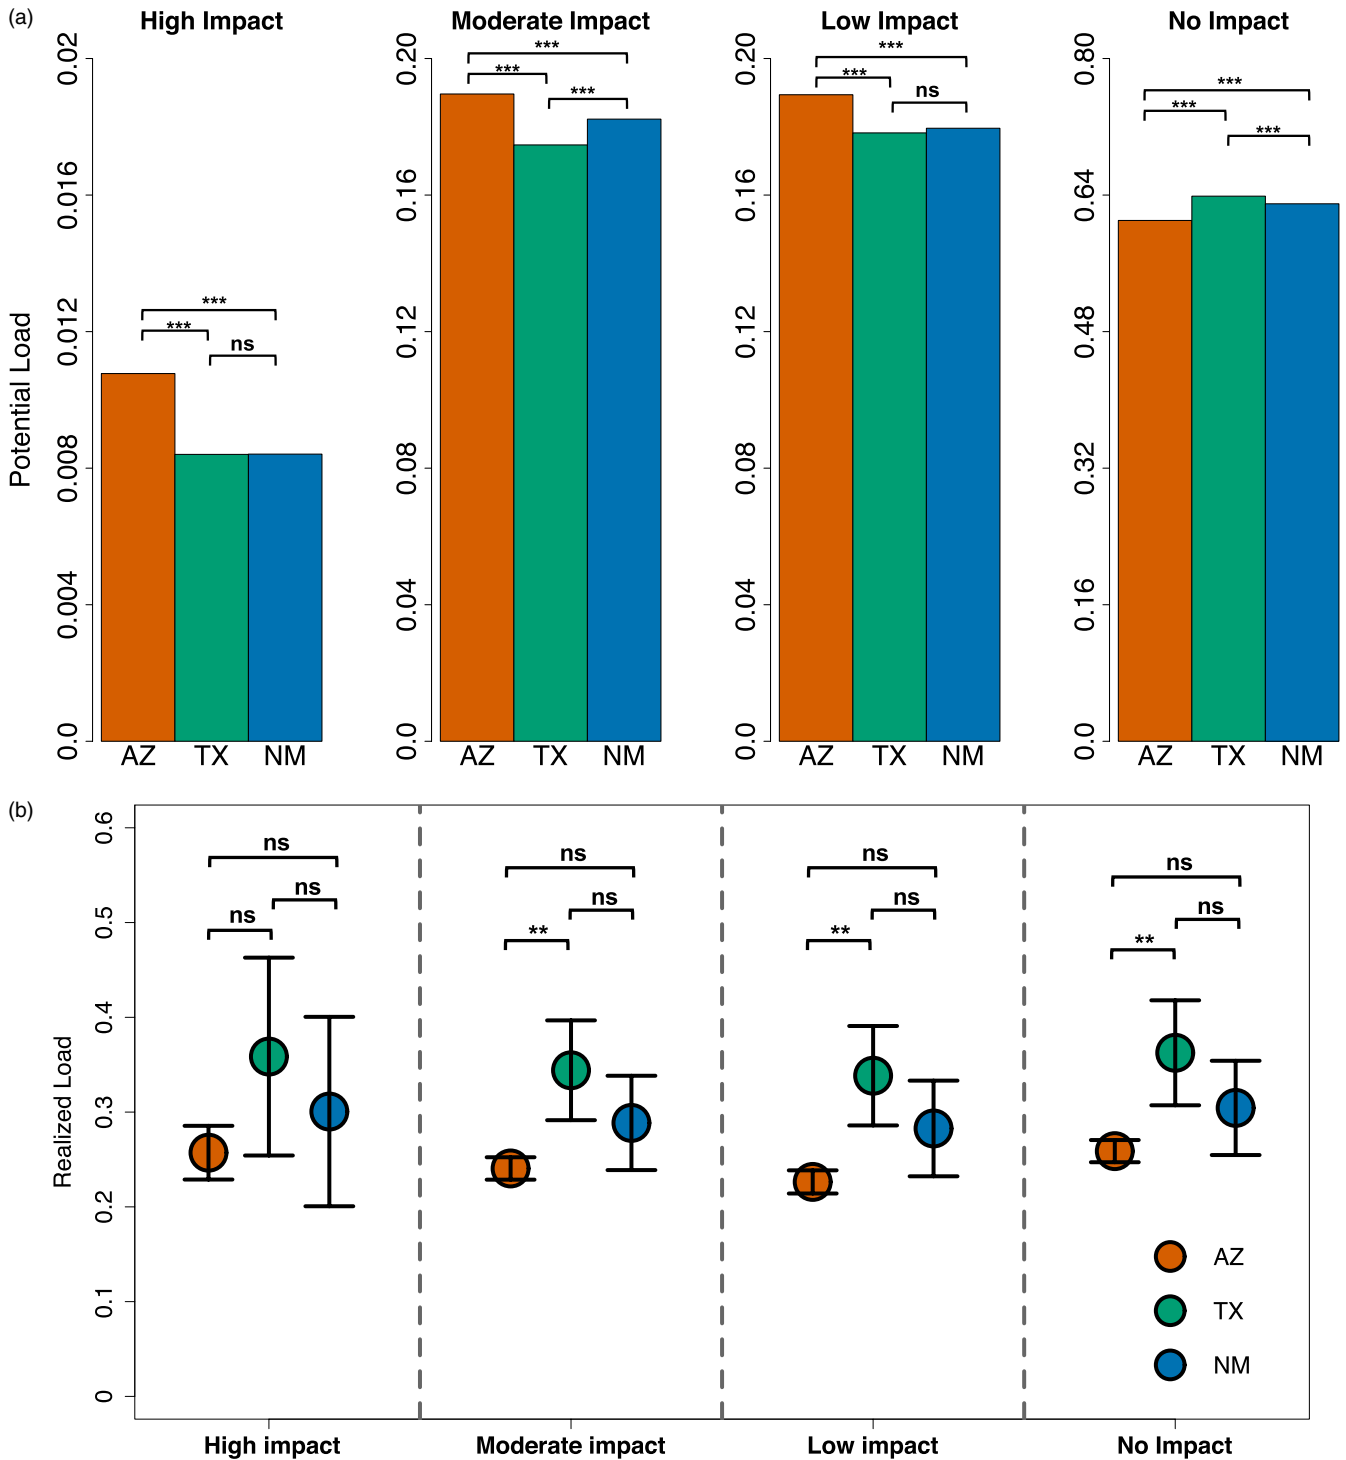 (a)
High Impact
Moderate Impact
Low Impact
No Impact
Potential Load
0.02
0.016
0.012
0.008
0.004
0.0
***
***
ns
AZ TX NM
0.20
0.16
0.12
0.08
0.04
0.0
***
***
***
AZ TX NM
0.20
0.16
0.12
0.08
0.04
0.0
***
***
ns
AZ TX NM
0.80
0.64
0.48
0.32
0.16
0.0
***
***
***
AZ TX NM
(b)
Realized Load
0.6
0.5
0.4
0.3
0.2
0.1
0
ns
ns
ns
ns
ns
**
ns
ns
**
ns
ns
**
AZ
TX
NM
High impact
Moderate impact
Low impact
No Impact